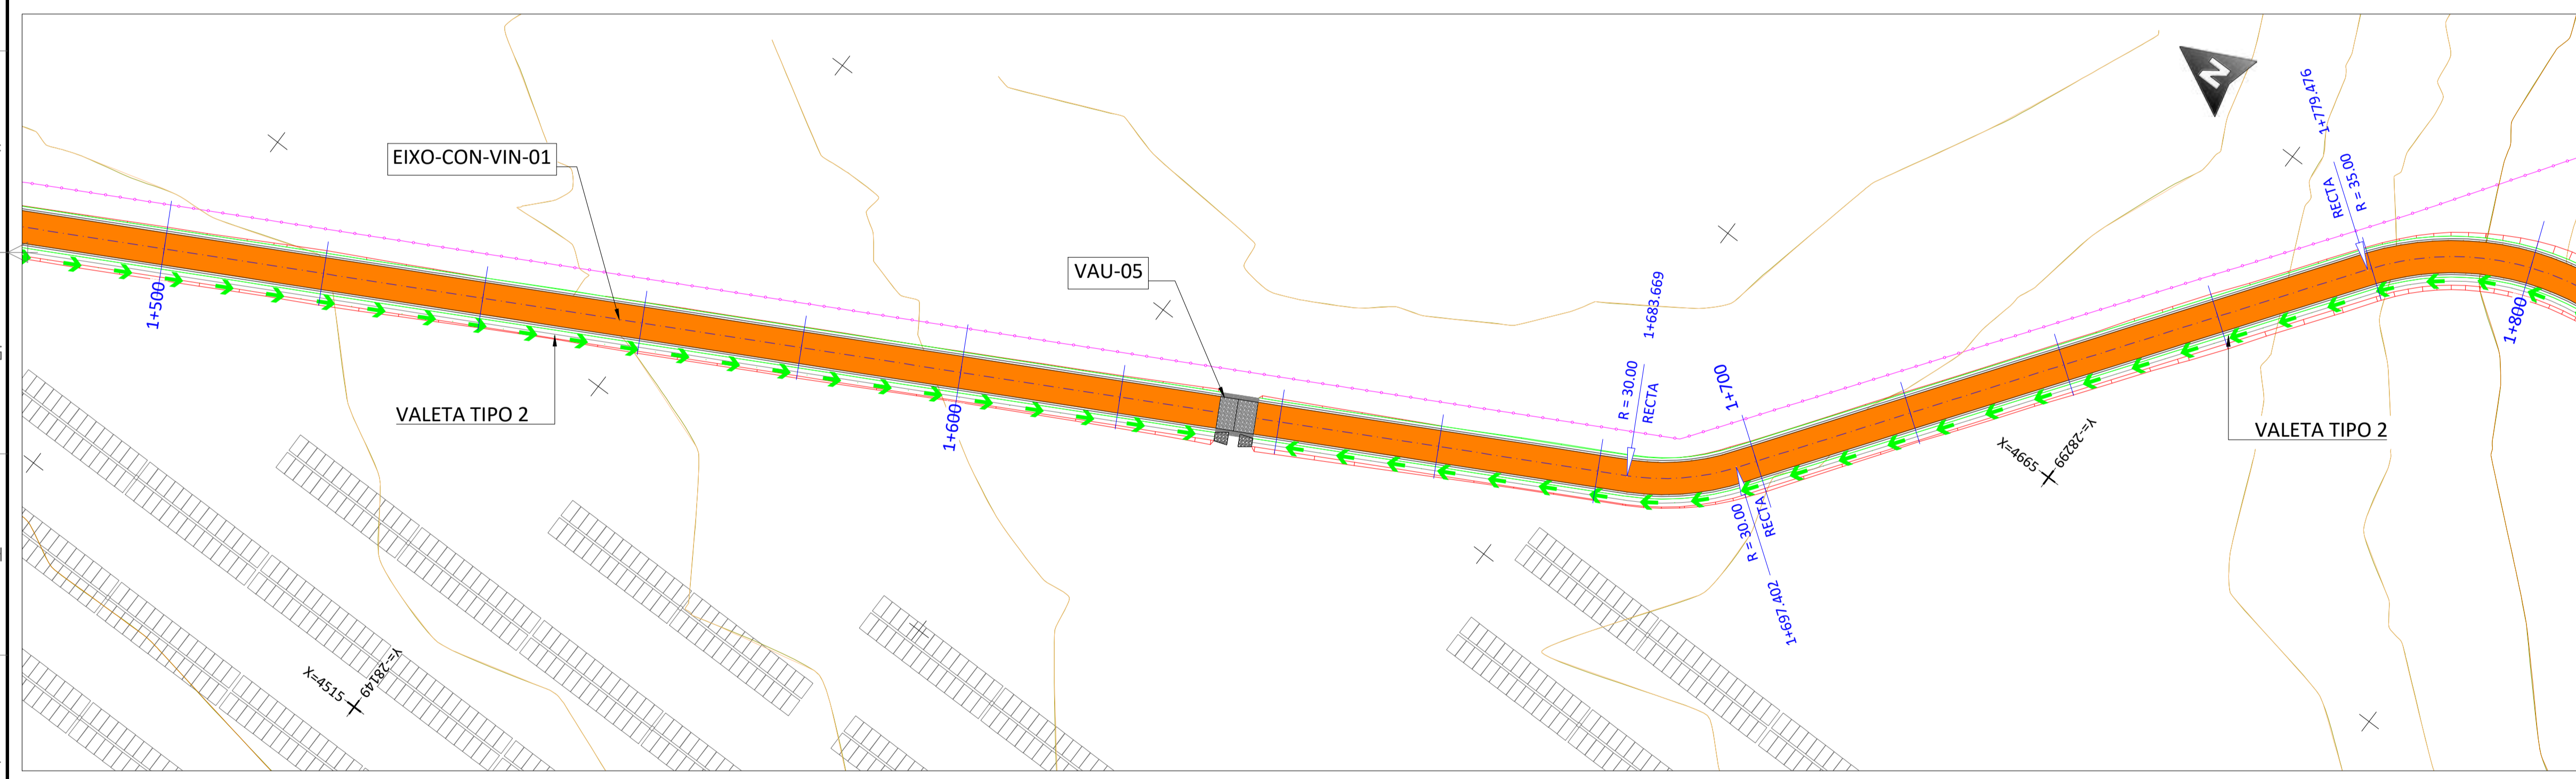 EIXO-CON-VIN-01
1+500
VALETA TIPO 2
X=4515
Y=-28149
1+600
VAU-05
R = 30.00
RECTA
1+683.669
1+700
R = 30.00
RECTA
1+697.402
X=4665
Y=-28299
N
RECTA
R = 35.00
1+779.476
VALETA TIPO 2
1+800